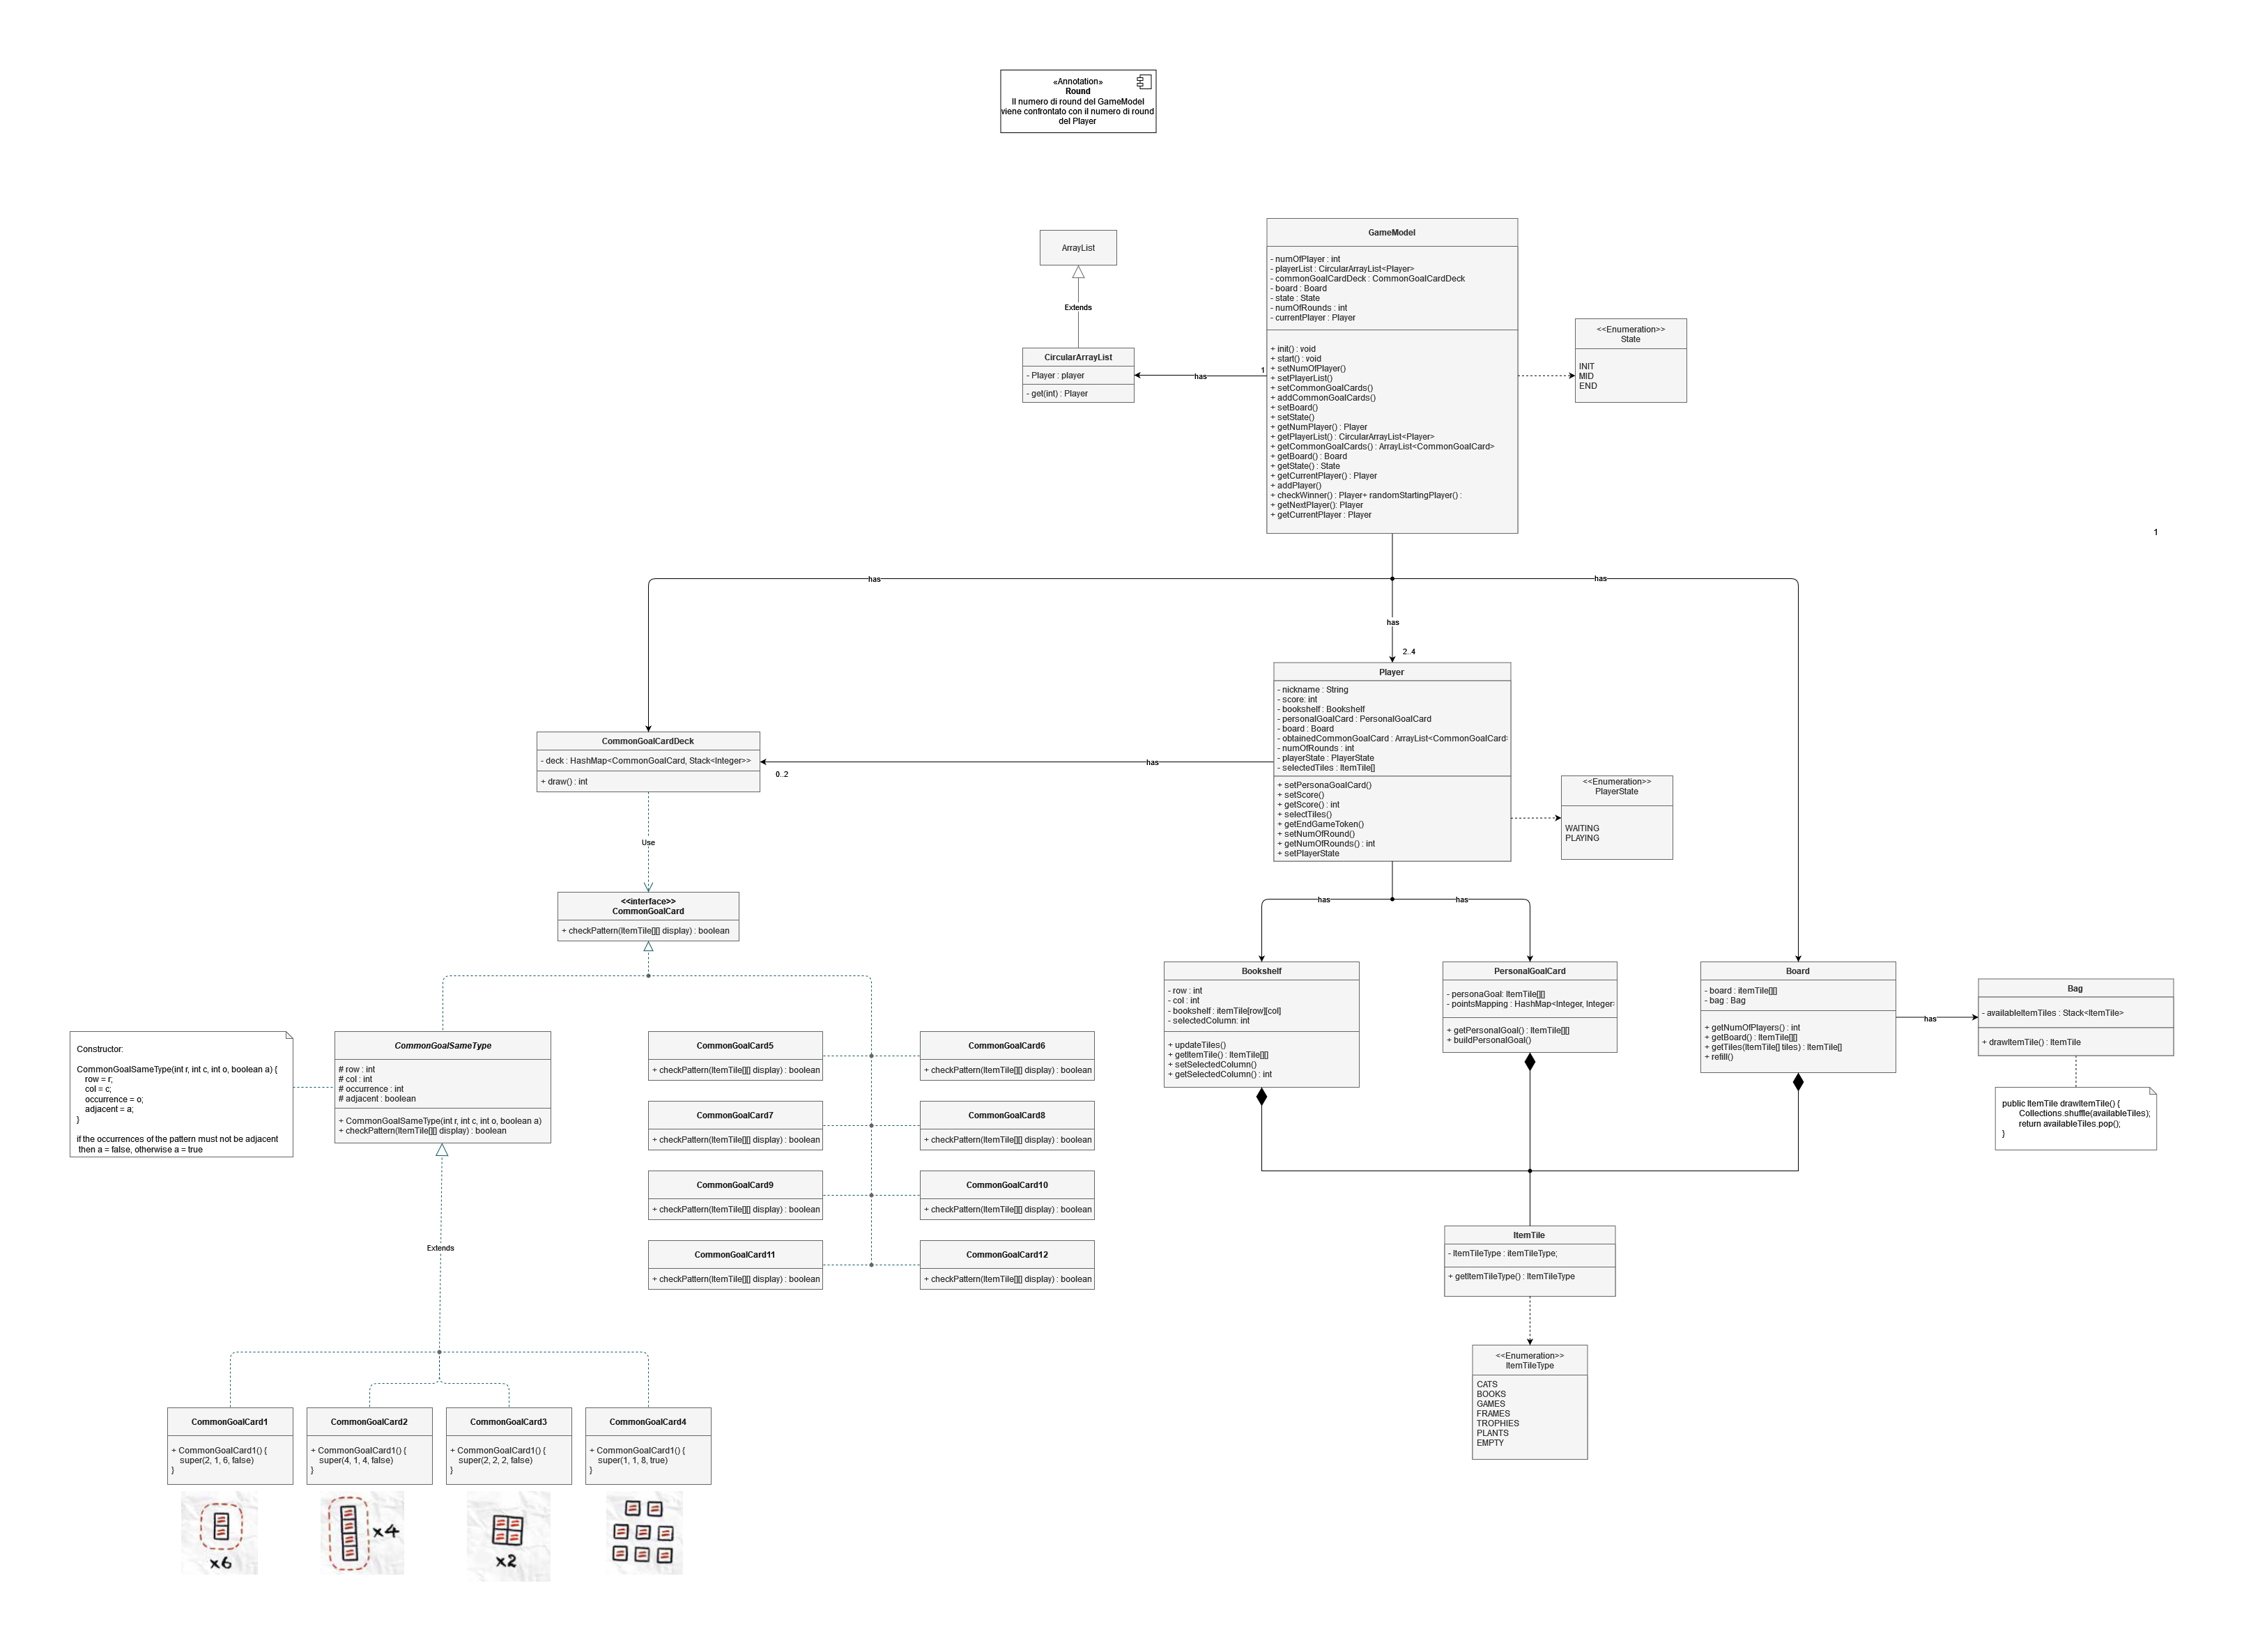 «Annotation»
Round
Il numero di round del GameModel
viene confrontato con il numero di round
del Player
ArrayList
Extends
CircularArrayList
- Player : player
- get(int) : Player
has
1
GameModel
- numOfPlayer : int
- playerList : CircularArrayList<Player>
- commonGoalCardDeck : CommonGoalCardDeck
- board : Board
- state : State
- numOfRounds : int
- currentPlayer : Player
+ init() : void
+ start() : void
+ setNumOfPlayer()
+ setPlayerList()
+ setCommonGoalCards()
+ addCommonGoalCards()
+ setBoard()
+ setState()
+ getNumPlayer() : Player
+ getPlayerList() : CircularArrayList<Player>
+ getCommonGoalCards() : ArrayList<CommonGoalCard>
+ getBoard() : Board
+ getState() : State
+ getCurrentPlayer() : Player
+ addPlayer()
+ checkWinner() : Player+ randomStartingPlayer() :
+ getNextPlayer(): Player
+ getCurrentPlayer : Player
<<Enumeration>>
State
INIT
MID
END
1
has
has
has
2..4
Player
- nickname : String
- score: int
- bookshelf : Bookshelf
- personalGoalCard : PersonalGoalCard
- board : Board
- obtainedCommonGoalCard : ArrayList<CommonGoalCard>
- numOfRounds : int
- playerState : PlayerState
- selectedTiles : ItemTile[]
+ setPersonaGoalCard()
+ setScore()
+ getScore() : int
+ selectTiles()
+ getEndGameToken()
+ setNumOfRound()
+ getNumOfRounds() : int
+ setPlayerState
<<Enumeration>>
PlayerState
WAITING
PLAYING
CommonGoalCardDeck
- deck : HashMap<CommonGoalCard, Stack<Integer>>
+ draw() : int
0..2
has
Use
<<interface>>
CommonGoalCard
+ checkPattern(ItemTile[][] display) : boolean
has
has
Bookshelf
- row : int
- col : int
- bookshelf : itemTile[row][col]
- selectedColumn: int
+ updateTiles()
+ getItemTile() : ItemTile[][]
+ setSelectedColumn()
+ getSelectedColumn() : int
PersonalGoalCard
- personaGoal: ItemTile[][]
- pointsMapping : HashMap<Integer, Integer>
+ getPersonalGoal() : ItemTile[][]
+ buildPersonalGoal()
Board
- board : itemTile[][]
- bag : Bag
+ getNumOfPlayers() : int
+ getBoard() : ItemTile[][]
+ getTiles(ItemTile[] tiles) : ItemTile[]
+ refill()
has
Bag
- availableItemTiles : Stack<ItemTile>
+ drawItemTile() : ItemTile
public ItemTile drawItemTile() {
Collections.shuffle(availableTiles);
return availableTiles.pop();
}
Constructor:
CommonGoalSameType(int r, int c, int o, boolean a) {
row = r;
col = c;
occurrence = o;
adjacent = a;
}
if the occurrences of the pattern must not be adjacent
then a = false, otherwise a = true
CommonGoalSameType
# row : int
# col : int
# occurrence : int
# adjacent : boolean
+ CommonGoalSameType(int r, int c, int o, boolean a)
+ checkPattern(ItemTile[][] display) : boolean
CommonGoalCard5
+ checkPattern(ItemTile[][] display) : boolean
CommonGoalCard6
+ checkPattern(ItemTile[][] display) : boolean
CommonGoalCard7
+ checkPattern(ItemTile[][] display) : boolean
CommonGoalCard8
+ checkPattern(ItemTile[][] display) : boolean
CommonGoalCard9
+ checkPattern(ItemTile[][] display) : boolean
CommonGoalCard10
+ checkPattern(ItemTile[][] display) : boolean
CommonGoalCard11
+ checkPattern(ItemTile[][] display) : boolean
CommonGoalCard12
+ checkPattern(ItemTile[][] display) : boolean
Extends
ItemTile
- ItemTileType : itemTileType;
+ getItemTileType() : ItemTileType
<<Enumeration>>
ItemTileType
CATS
BOOKS
GAMES
FRAMES
TROPHIES
PLANTS
EMPTY
CommonGoalCard1
+ CommonGoalCard1() {
super(2, 1, 6, false)
}
CommonGoalCard2
+ CommonGoalCard1() {
super(4, 1, 4, false)
}
CommonGoalCard3
+ CommonGoalCard1() {
super(2, 2, 2, false)
}
CommonGoalCard4
+ CommonGoalCard1() {
super(1, 1, 8, true)
}
x6
x4
x2